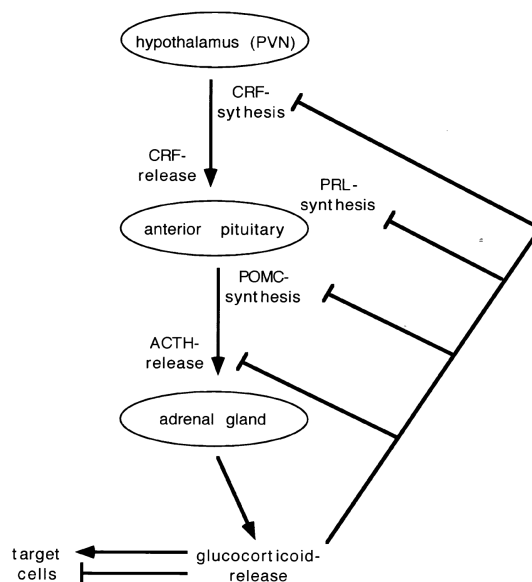 hypothalamus (PVN)
CRF-
sythesis
CRF-
release
PRL-
synthesis
anterior pituitary
POMC-
synthesis
ACTH-
release
adrenal gland
target
cells
glucocorticoid-
release